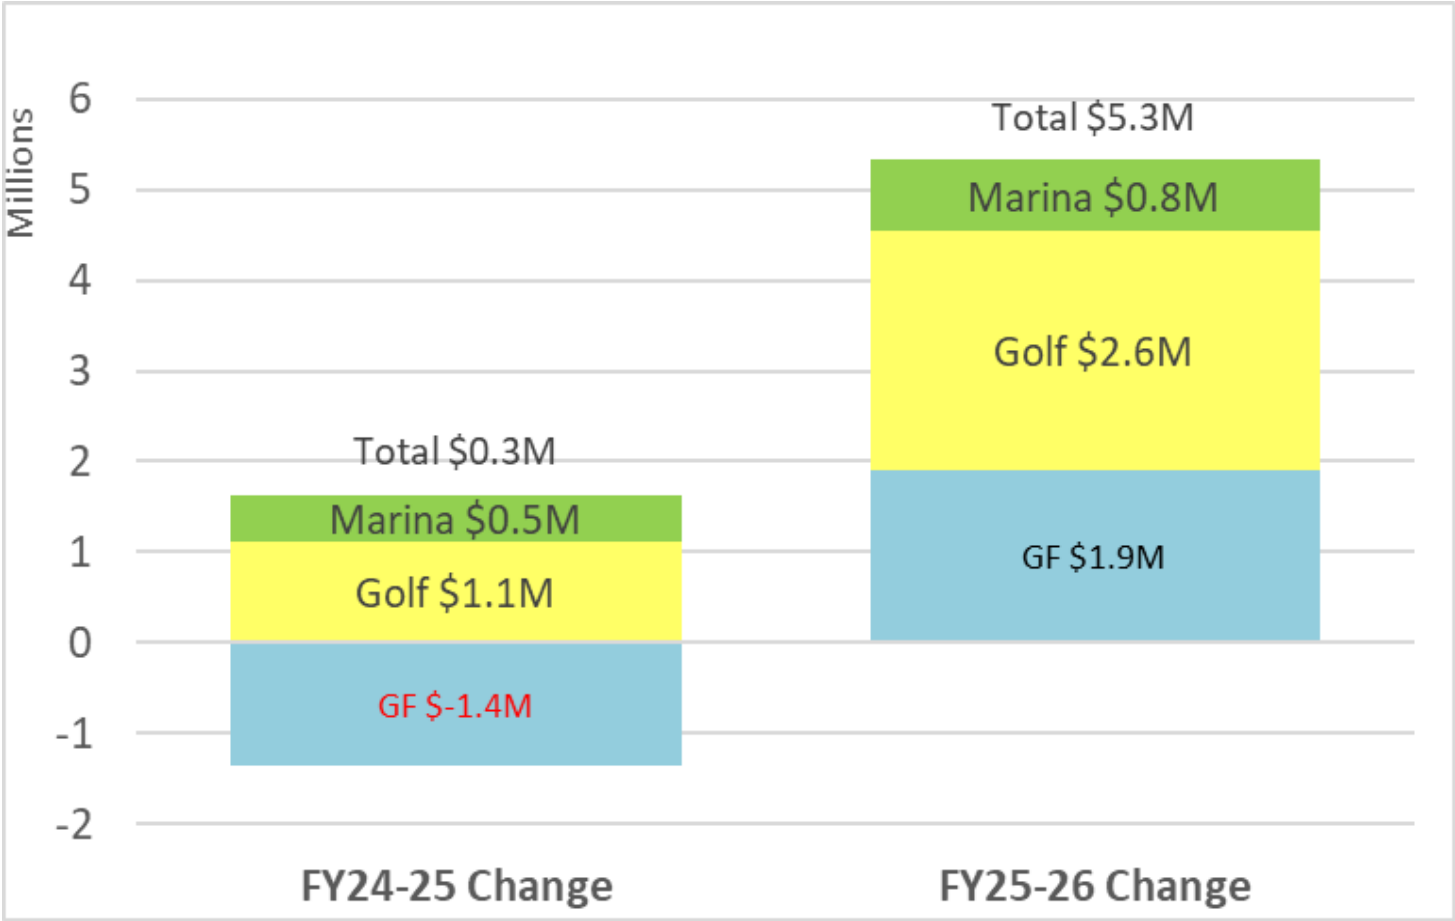 Millions
6
5
4
3
2
1
0
-1
-2
Total $0.3M
Marina $0.5M
Golf $1.1M
GF $-1.4M
Total $5.3M
Marina $0.8M
Golf $2.6M
GF $1.9M
FY24-25 Change
FY25-26 Change